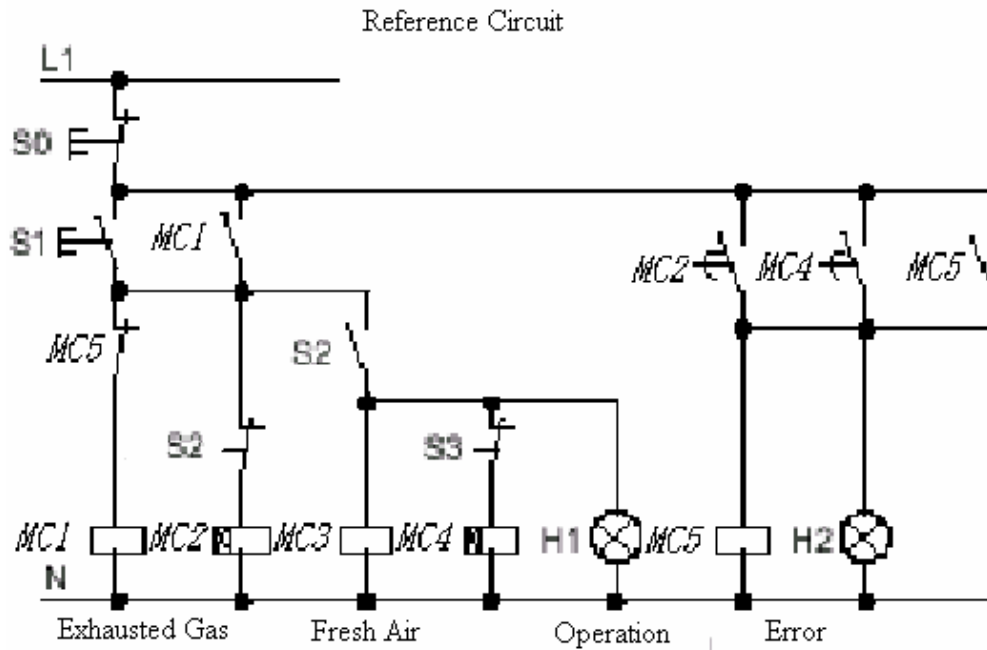 Reference Circuit
L1
S0
S1
MC1
MC2
MC4
MC5
MC5
S2
S2
S3
MC1
MC2
MC3
MC4
H1
MC5
H2
N
Exhausted Gas
Fresh Air
Operation
Error